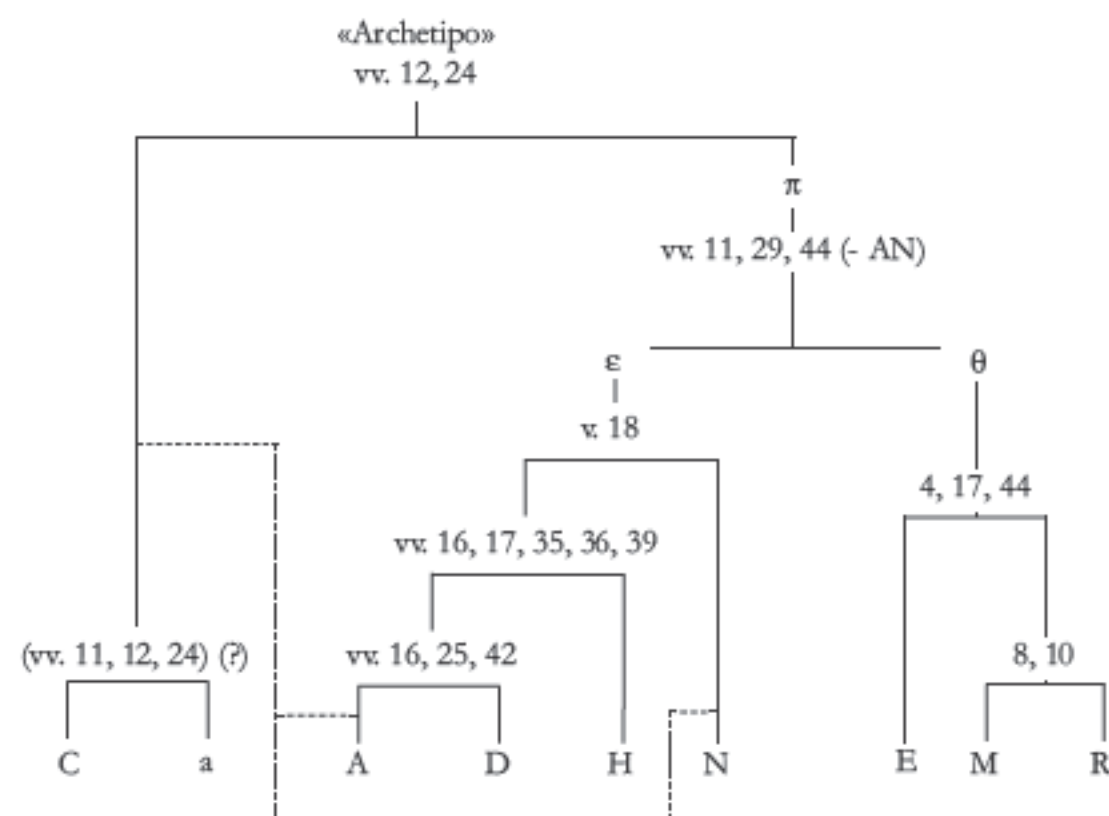 «Archetipo»
vv. 12, 24
π
vv. 11, 29, 44 (- AN)
ε
θ
v. 18
4, 17, 44
vv. 16, 17, 35, 36, 39
(vv. 11, 12, 24) (?)
vv. 16, 25, 42
8, 10
C a A D H N E M R